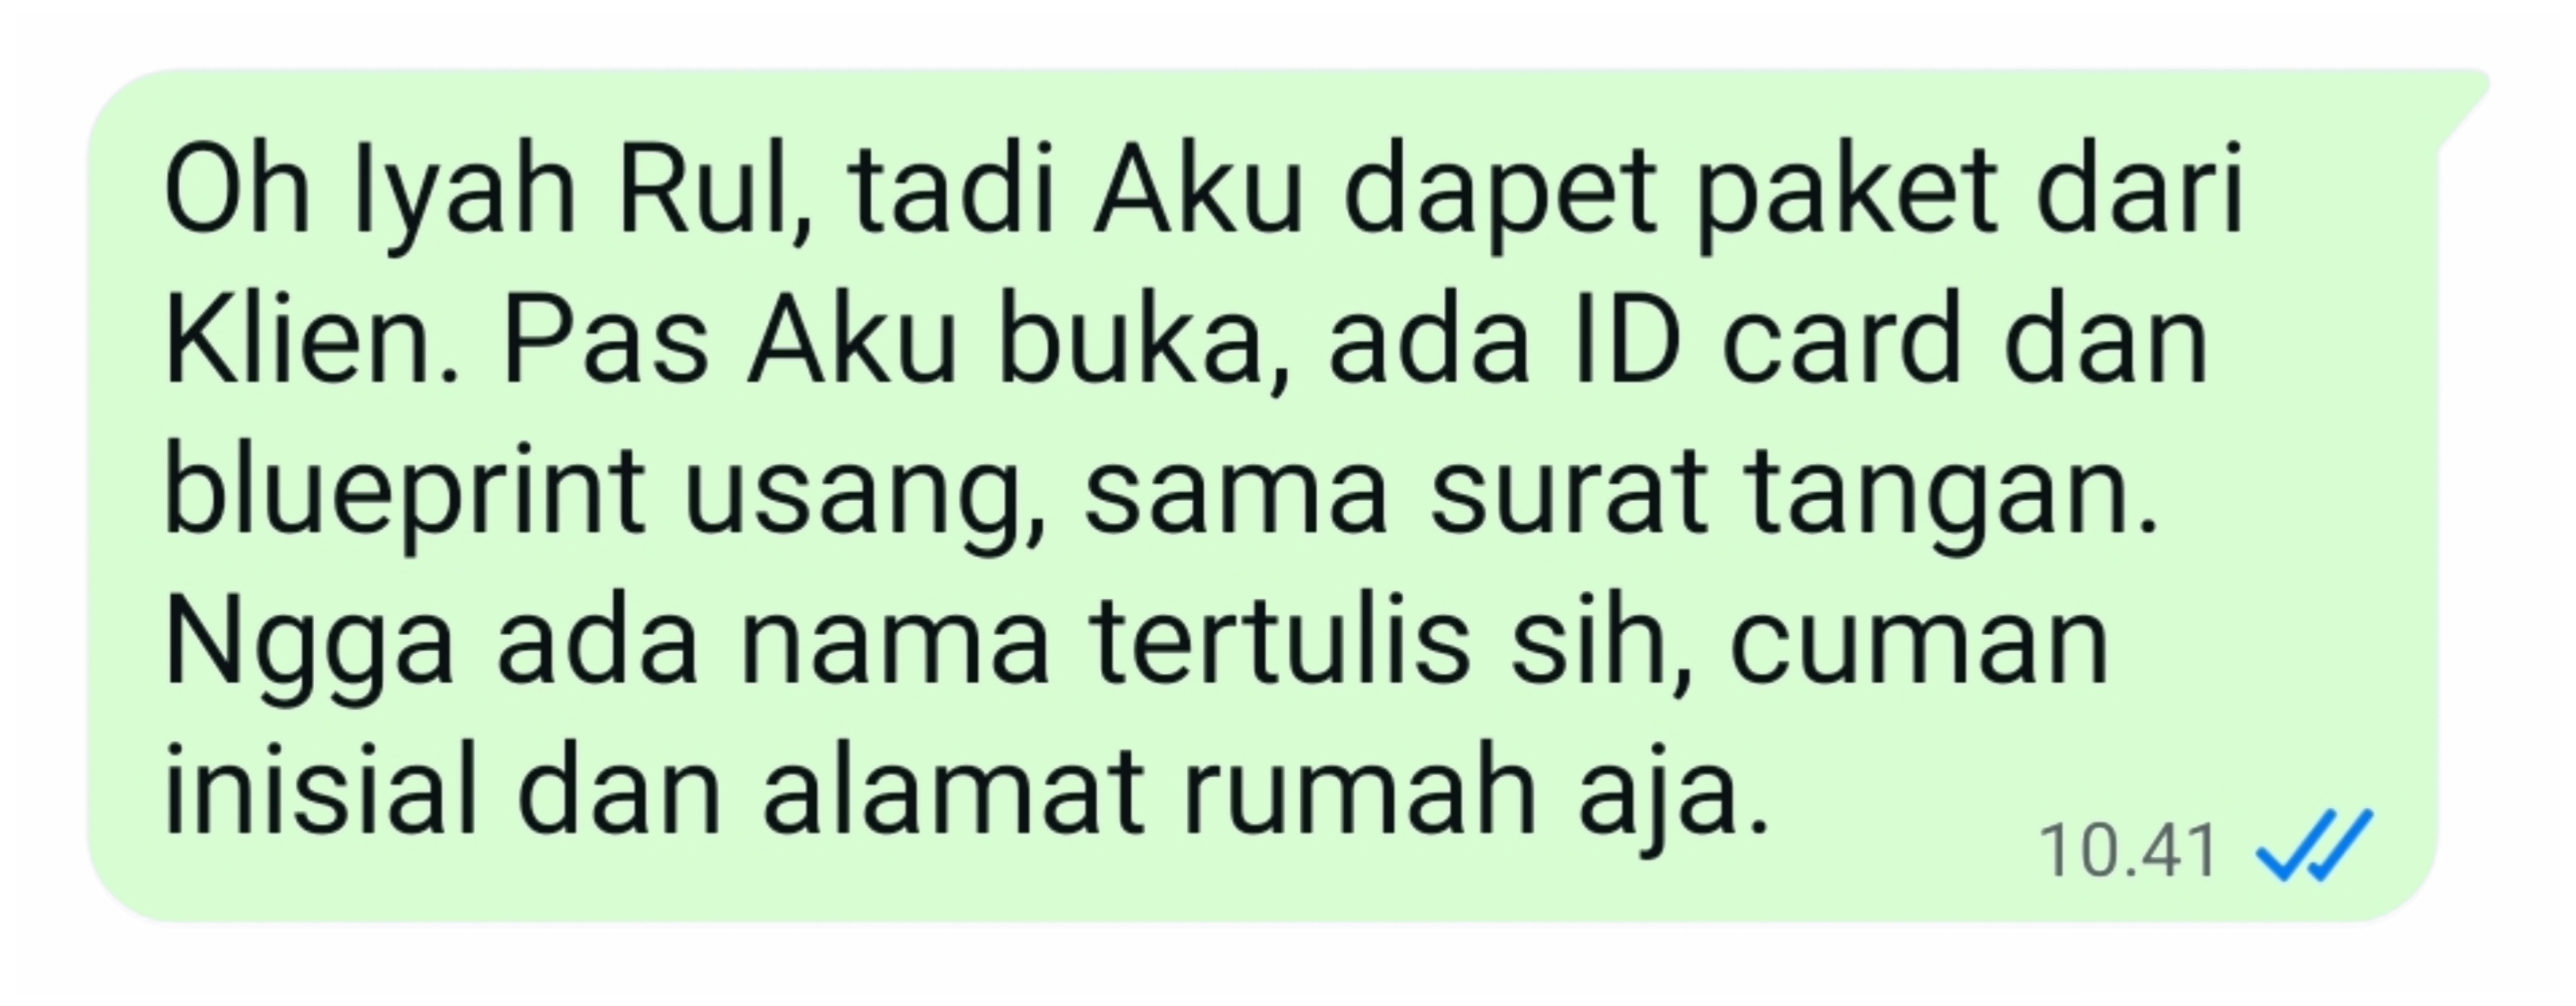 Oh Iyah Rul, tadi Aku dapet paket dari
Klien. Pas Aku buka, ada ID card dan
blueprint usang, sama surat tangan.
Ngga ada nama tertulis sih, cuman
inisial dan alamat rumah aja.
10.41